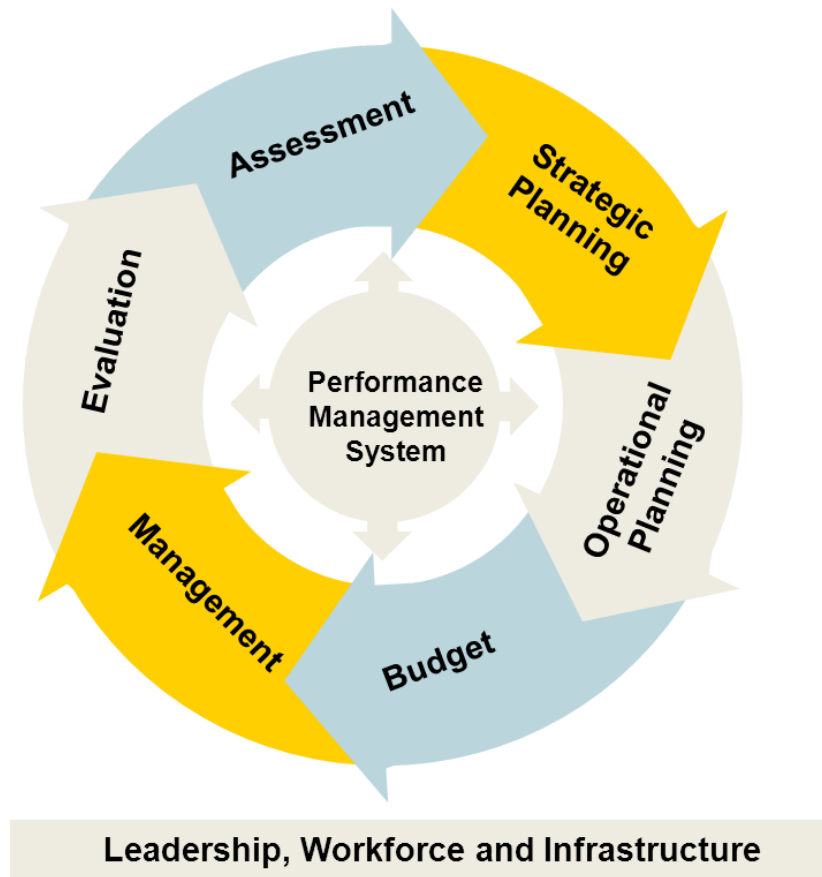 Assessment
Strategic
Planning
Operational
Planning
Budget
Management
Evaluation
Performance
Management
System
Leadership, Workforce and Infrastructure